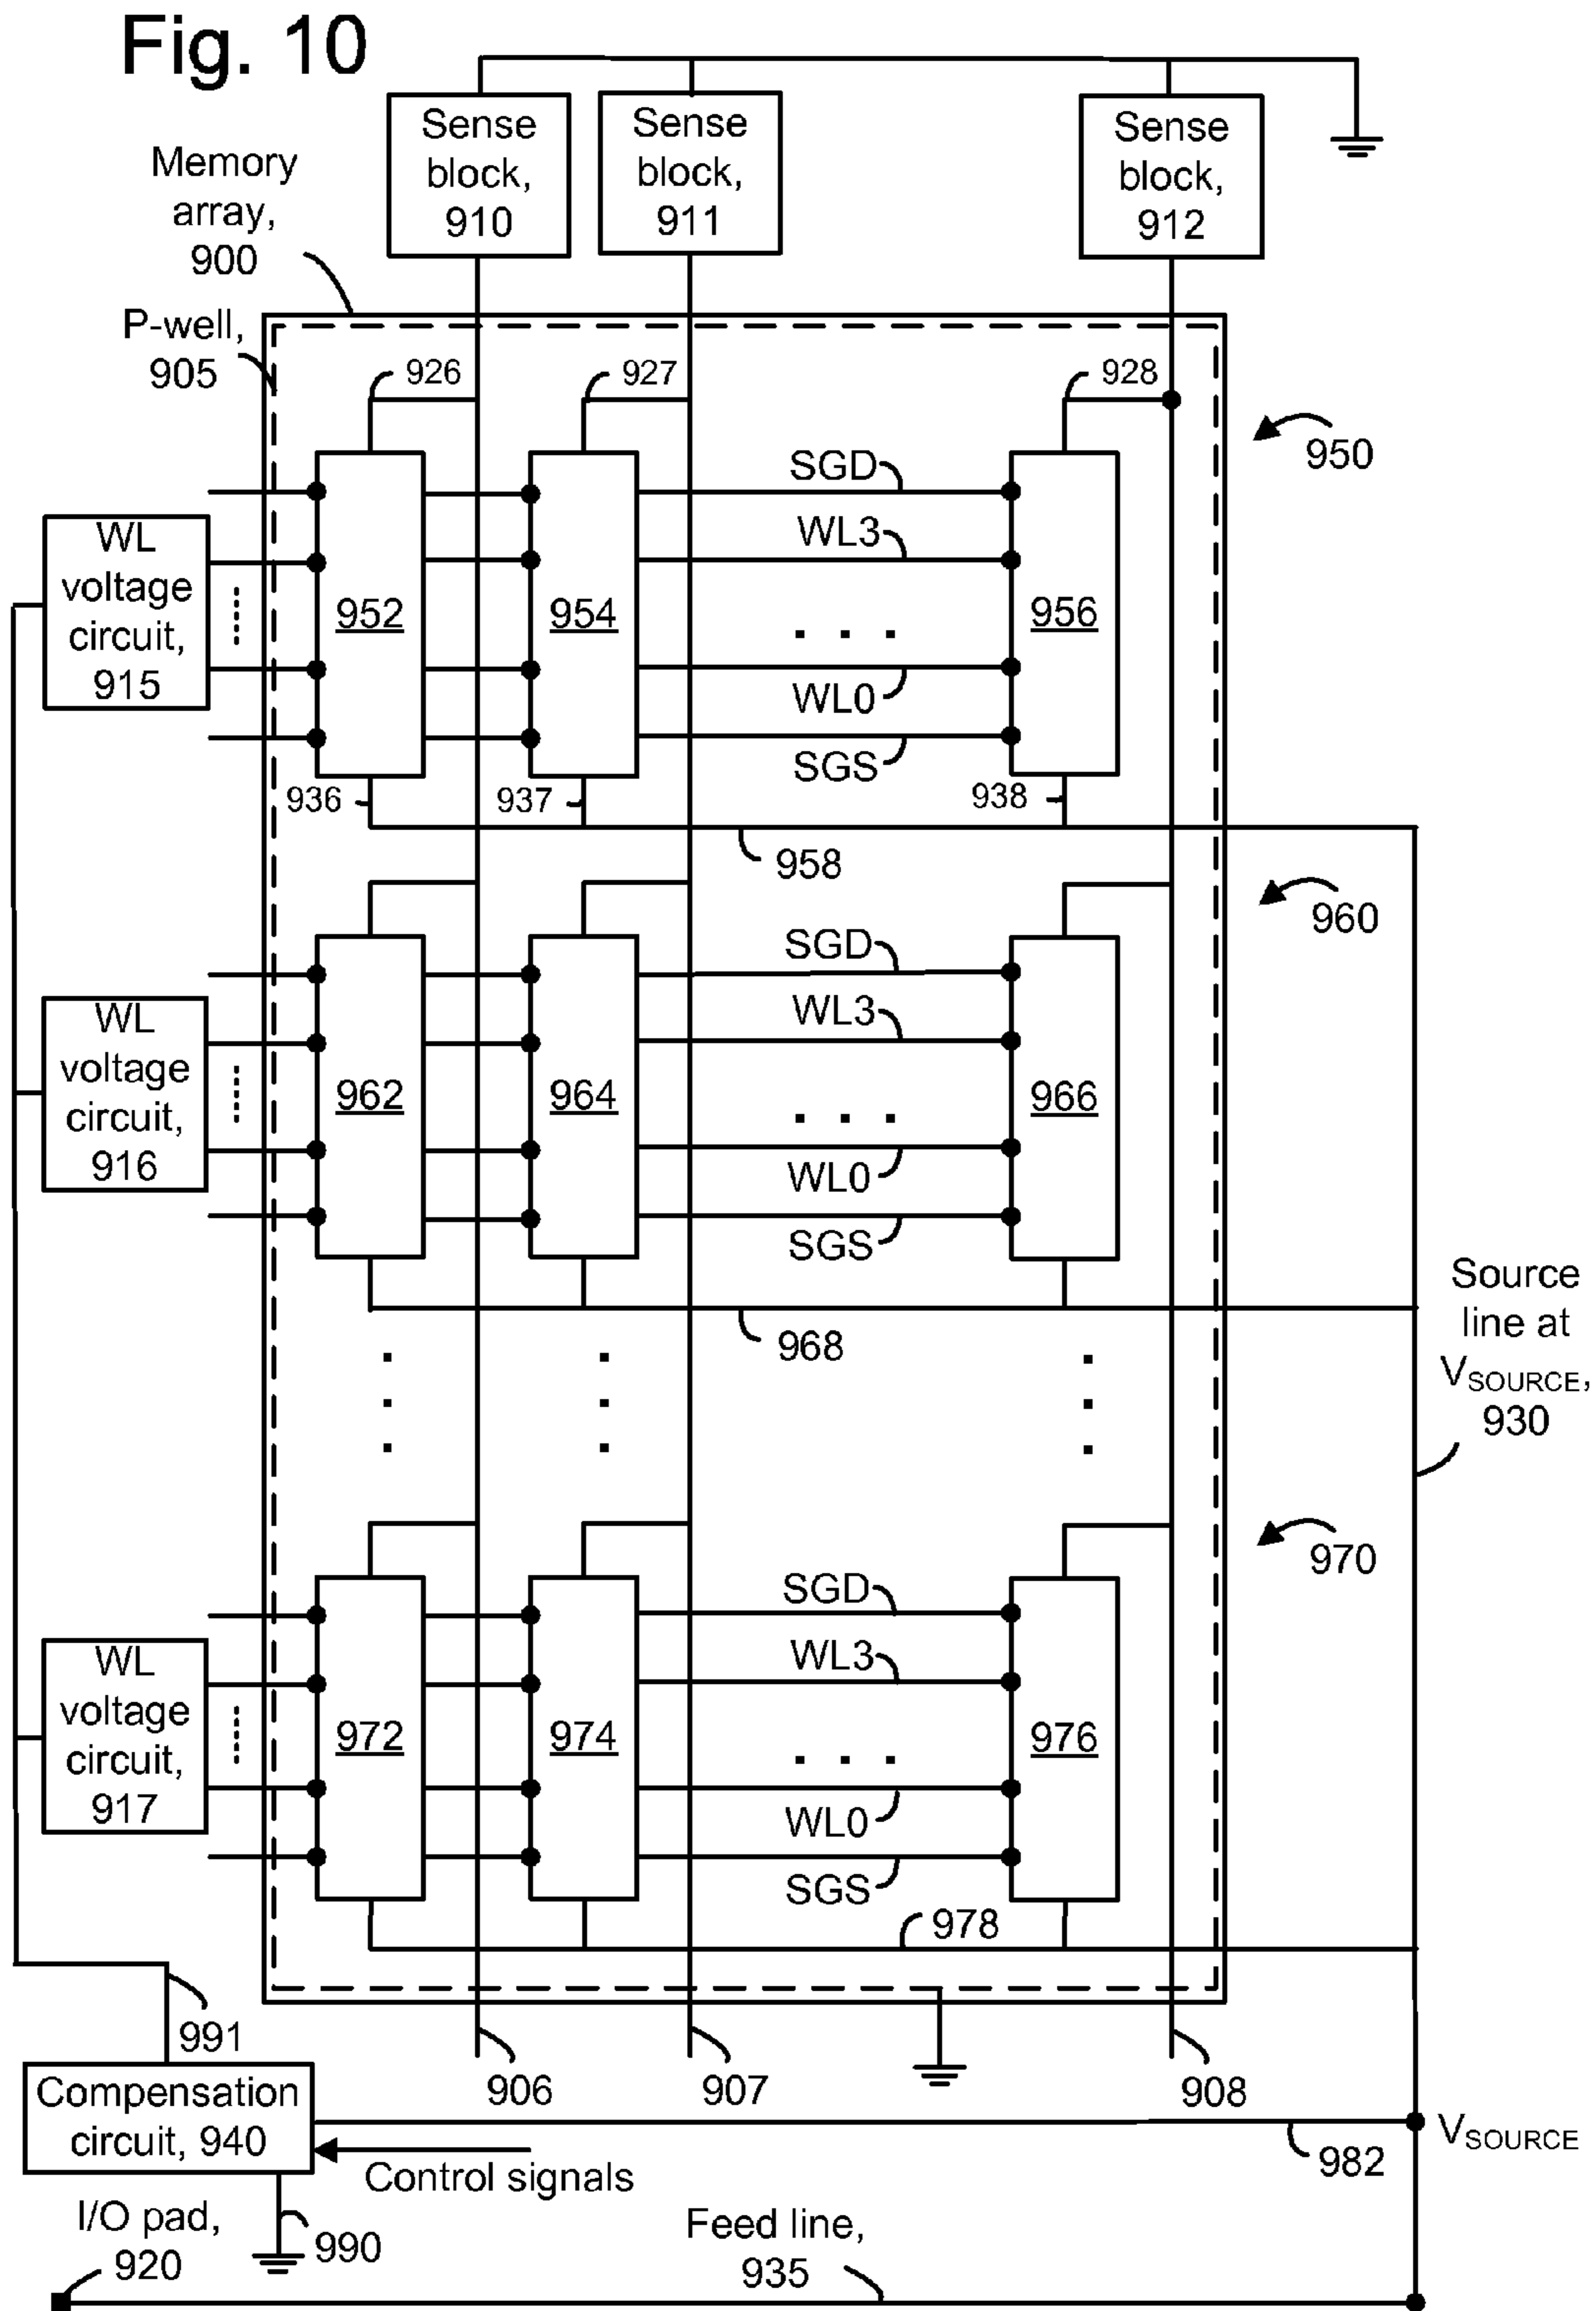 Fig. 10
Sense
block,
910
Sense
block,
911
Sense
block,
912
Memory
array,
900
P-well,
905
926
927
928
950
SGD
WL3
WL
voltage
circuit,
915
952
954
. . .
956
WL0
SGS
936
937
938
958
960
SGD
WL3
WL
voltage
circuit,
916
962
964
. . .
966
WL0
SGS
968
Source
line at
VSOURCE,
930
970
SGD
WL3
WL
voltage
circuit,
917
972
974
. . .
976
WL0
SGS
978
991
906
907
908
Compensation
circuit, 940
982
VSOURCE
Control signals
I/O pad,
920
990
Feed line,
935